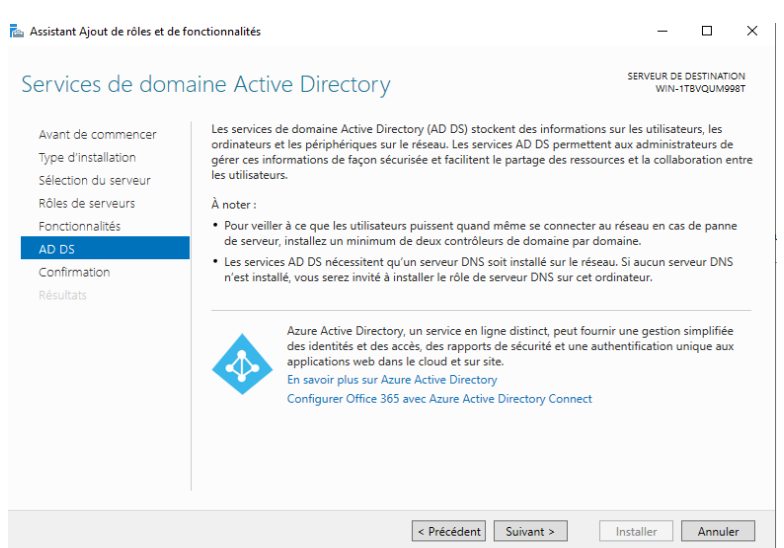 Assistant Ajout de rôles et de fonctionnalités
Services de domaine Active Directory
SERVEUR DE DESTINATION
WIN-1TBVQUM998T
Avant de commencer
Type d'installation
Sélection du serveur
Rôles de serveurs
Fonctionnalités
AD DS
Confirmation
Résultats
Les services de domaine Active Directory (AD DS) stockent des informations sur les utilisateurs, les
ordinateurs et les périphériques sur le réseau. Les services AD DS permettent aux administrateurs de
gérer ces informations de façon sécurisée et facilitent le partage des ressources et la collaboration entre
les utilisateurs.
À noter :
• Pour veiller à ce que les utilisateurs puissent quand même se connecter au réseau en cas de panne
de serveur, installez un minimum de deux contrôleurs de domaine par domaine.
• Les services AD DS nécessitent qu'un serveur DNS soit installé sur le réseau. Si aucun serveur DNS
n'est installé, vous serez invité à installer le rôle de serveur DNS sur cet ordinateur.
Azure Active Directory, un service en ligne distinct, peut fournir une gestion simplifiée
des identités et des accès, des rapports de sécurité et une authentification unique aux
applications web dans le cloud et sur site.
En savoir plus sur Azure Active Directory
Configurer Office 365 avec Azure Active Directory Connect
< Précédent
Suivant >
Installer
Annuler